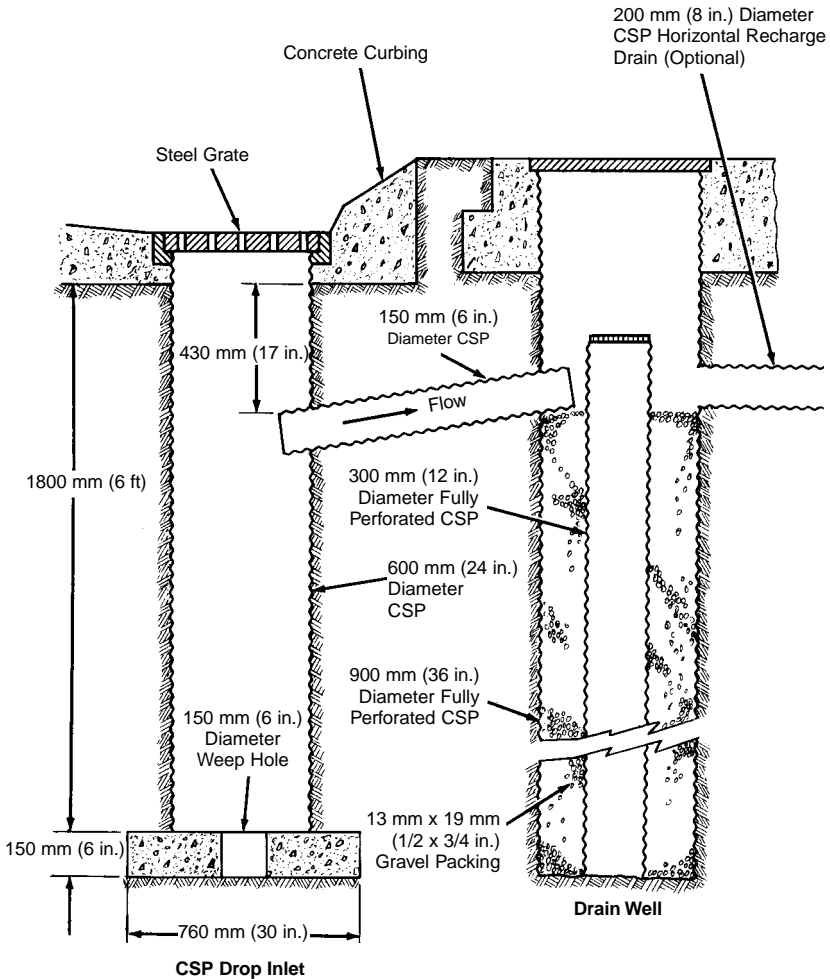 200 mm (8 in.) Diameter
CSP Horizontal Recharge
Drain (Optional)
Concrete Curbing
Steel Grate
150 mm (6 in.)
Diameter CSP
430 mm (17 in.)
Flow
1800 mm (6 ft)
300 mm (12 in.)
Diameter Fully
Perforated CSP
600 mm (24 in.)
Diameter
CSP
900 mm (36 in.)
Diameter Fully
Perforated CSP
150 mm (6 in.)
Diameter
Weep Hole
13 mm x 19 mm
(1/2 x 3/4 in.)
Gravel Packing
150 mm (6 in.)
Drain Well
760 mm (30 in.)
CSP Drop Inlet